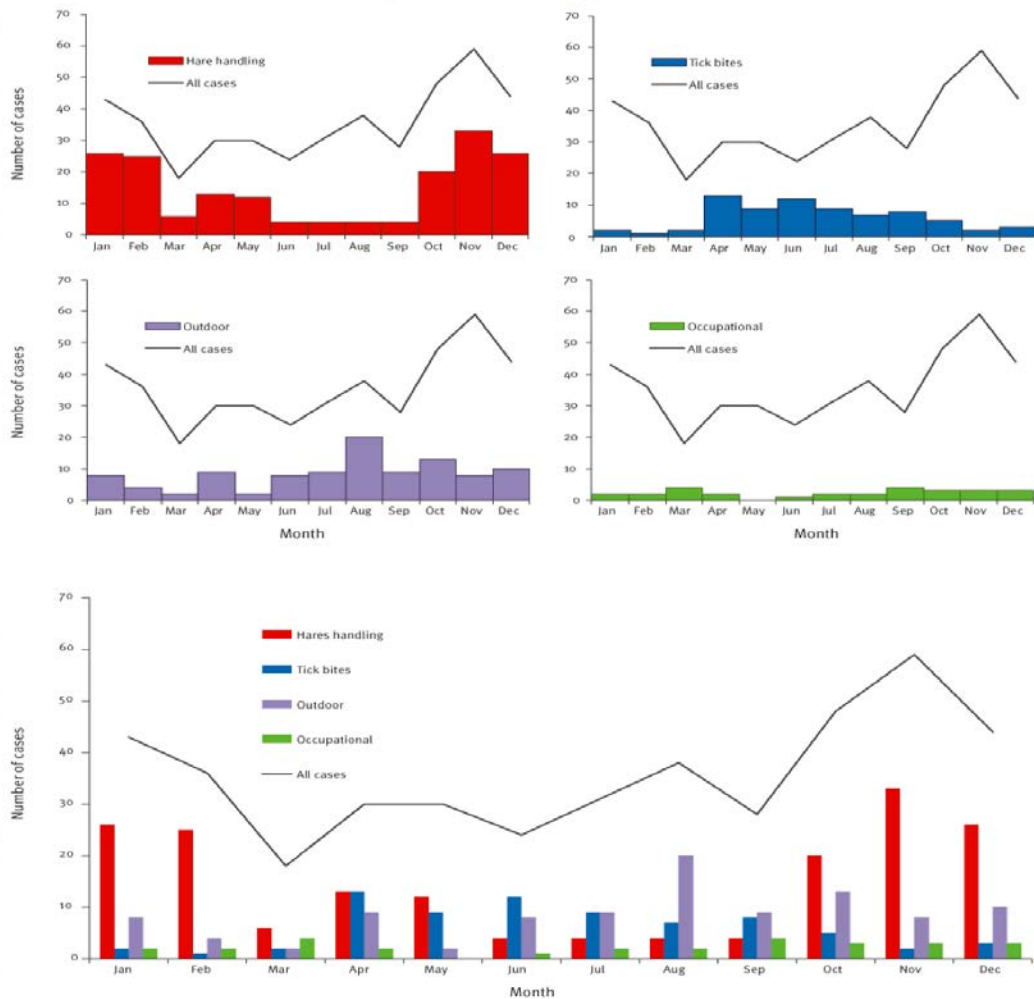 70
60
50
40
30
20
10
0
Number of cases
Hare handling
All cases
Jan Feb Mar Apr May Jun Jul Aug Sep Oct Nov Dec
70
60
50
40
30
20
10
0
Tick bites
All cases
Jan Feb Mar Apr May Jun Jul Aug Sep Oct Nov Dec
70
60
50
40
30
20
10
0
Number of cases
Outdoor
All cases
Jan Feb Mar Apr May Jun Jul Aug Sep Oct Nov Dec
Month
70
60
50
40
30
20
10
0
Occupational
All cases
Jan Feb Mar Apr May Jun Jul Aug Sep Oct Nov Dec
Month
70
60
50
40
30
20
10
0
Number of cases
Hares handling
Tick bites
Outdoor
Occupational
All cases
Jan Feb Mar Apr May Jun Jul Aug Sep Oct Nov Dec
Month